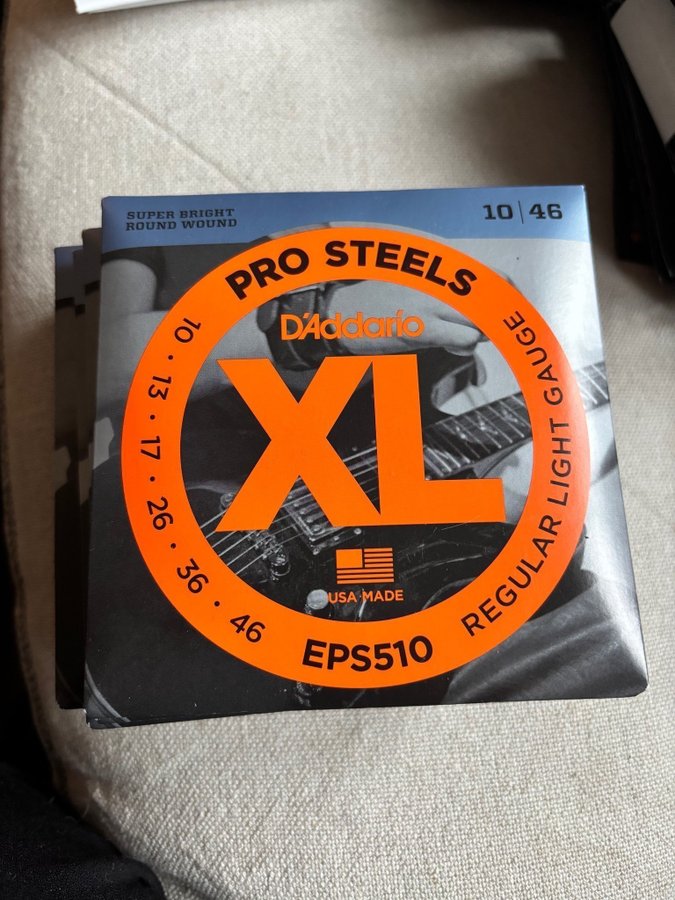 SUPER BRIGHT
ROUND WOUND
10|46
PRO STEELS
D'Addario
XL
10 · 13 · 17 · 26 · 36 · 46
REGULAR LIGHT GAUGE
USA MADE
EPS510